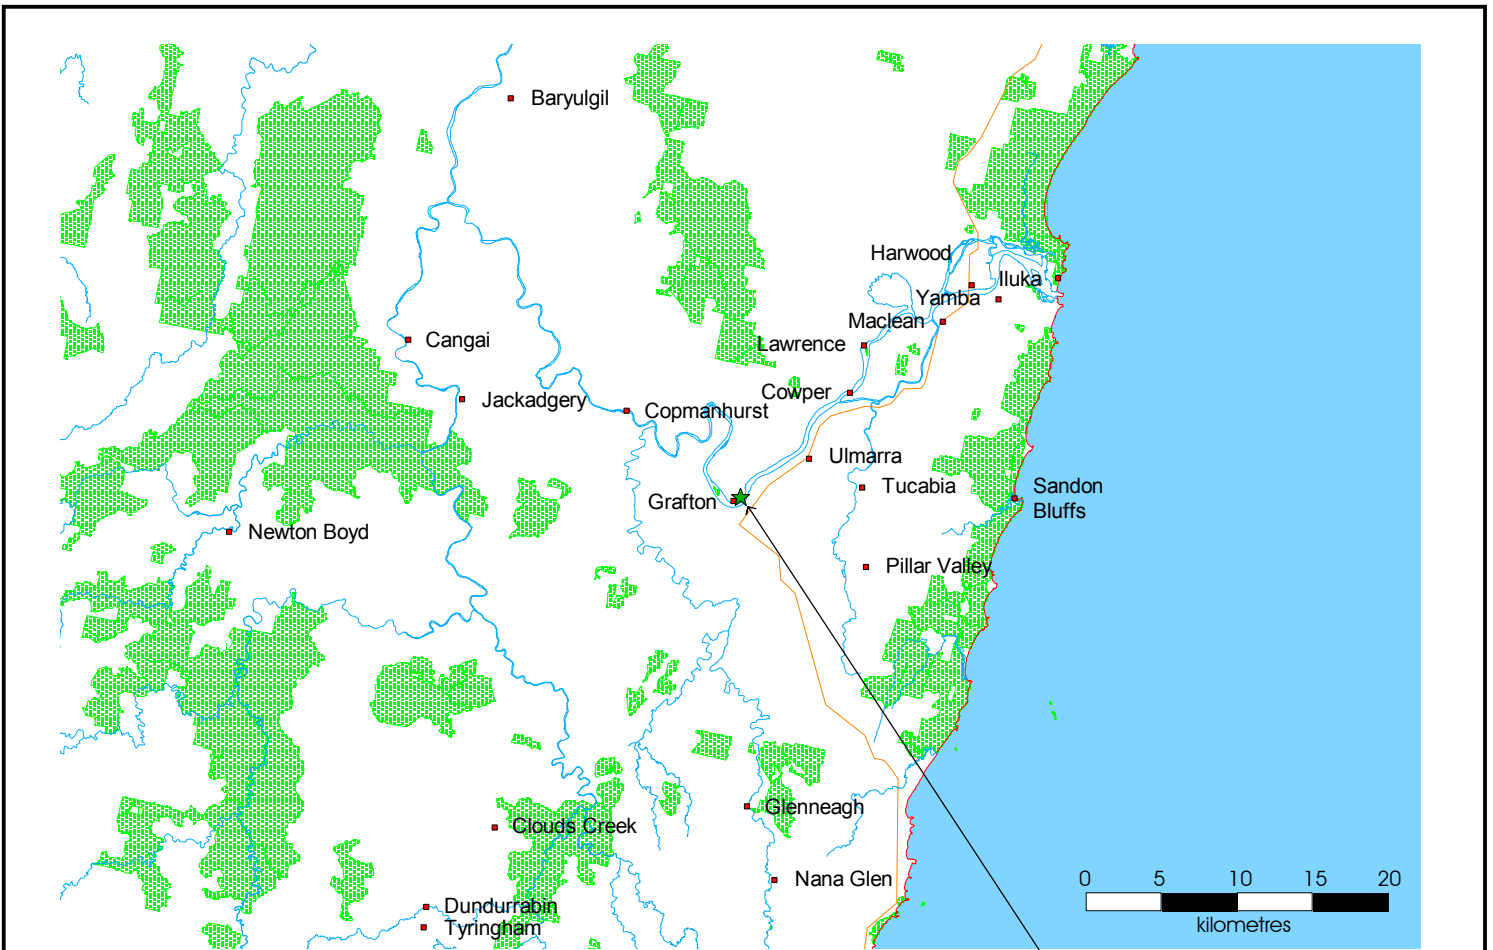 Baryulgil
Harwood
Iluka
Yamba
Maclean
Cangai
Lawrence
Cowper
Jackadgery
Copmanhurst
Ulmarra
Tucabia
Sandon
Bluffs
Grafton
Newton Boyd
Pillar Valley
Glenneagh
Clouds Creek
Nana Glen
0 5 10 15 20
kilometres
Dundurrabin
Tyringham